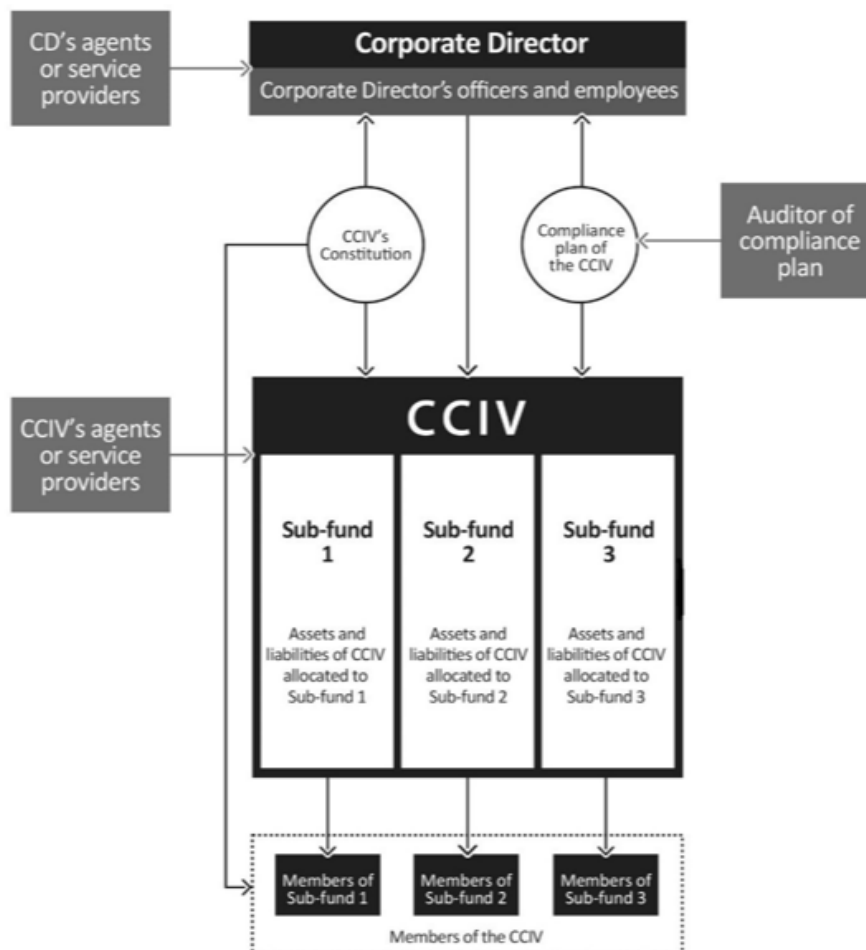 CD's agents
or service
providers
Corporate Director
Corporate Director's officers and employees
CCIV's
Constitution
Compliance
plan of
the CCIV
Auditor of
compliance
plan
CCIV's agents
or service
providers
CCIV
Sub-fund
1
Assets and
liabilities of CCIV
allocated to
Sub-fund 1
Sub-fund
2
Assets and
liabilities of CCIV
allocated to
Sub-fund 2
Sub-fund
3
Assets and
liabilities of CCIV
allocated to
Sub-fund 3
Members of
Sub-fund 1
Members of
Sub-fund 2
Members of
Sub-fund 3
Members of the CCIV